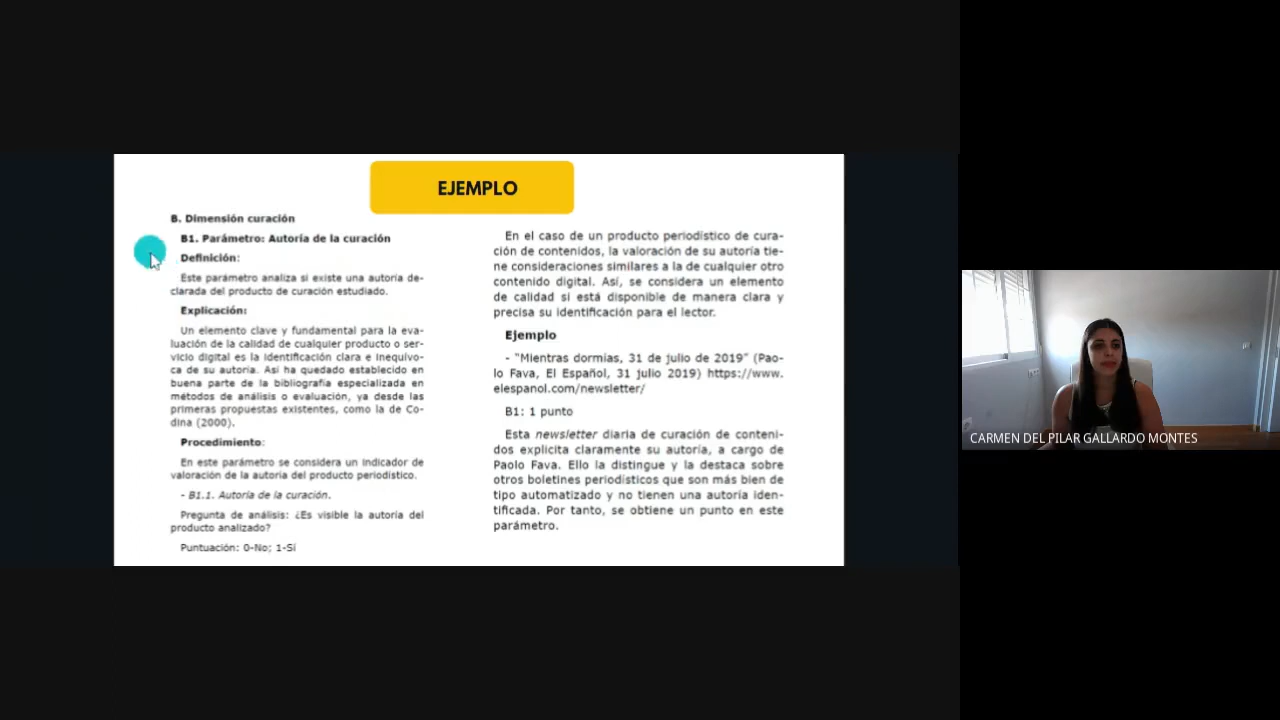 EJEMPLO
B. Dimensión curación
B1. Parámetro: Autoría de la curación
Definición:
Este parámetro analiza si existe una autoría de-
clarada del producto de curación estudiado.
Explicación:
Un elemento clave y fundamental para la eva-
luación de la calidad de cualquier producto o ser-
vicio digital es la identificación clara e inequívo-
ca de su autoría. Así ha quedado establecido en
buena parte de la bibliografía especializada en
métodos de análisis o evaluación, ya desde las
primeras propuestas existentes, como la de Co-
dina (2000).
Procedimiento:
En este parámetro se considera un indicador de
valoración de la autoría del producto periodístico.
- B1.1. Autoría de la curación.
Pregunta de análisis: ¿Es visible la autoría del
producto analizado?
Puntuación: 0-No; 1-Sí
En el caso de un producto periodístico de cura-
ción de contenidos, la valoración de su autoría tie-
ne consideraciones similares a la de cualquier otro
contenido digital. Así, se considera un elemento
de calidad si está disponible de manera clara y
precisa su identificación para el lector.
Ejemplo
- “Mientras dormías, 31 de julio de 2019” (Pao-
lo Fava, El Español, 31 julio 2019) https://www.
elespanol.com/newsletter/
B1: 1 punto
Esta newsletter diaria de curación de conteni-
dos explicita claramente su autoría, a cargo de
Paolo Fava. Ello la distingue y la destaca sobre
otros boletines periodísticos que son más bien de
tipo automatizado y no tienen una autoría iden-
tificada. Por tanto, se obtiene un punto en este
parámetro.
CARMEN DEL PILAR GALLARDO MONTES